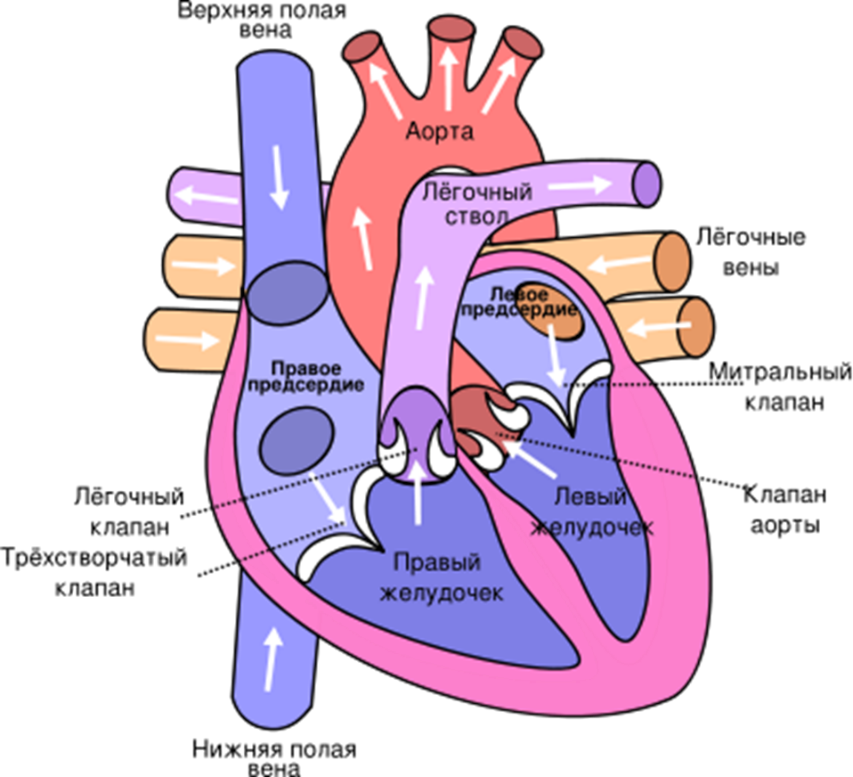 Верхняя полая
вена
Аорта
Лёгочный
ствол
Лёгочные
вены
Левое
предсердие
Правое
предсердие
Митральный
клапан
Лёгочный
клапан
Левый
желудочек
Клапан
аорты
Трёхстворчатый
клапан
Правый
желудочек
Нижняя полая
вена